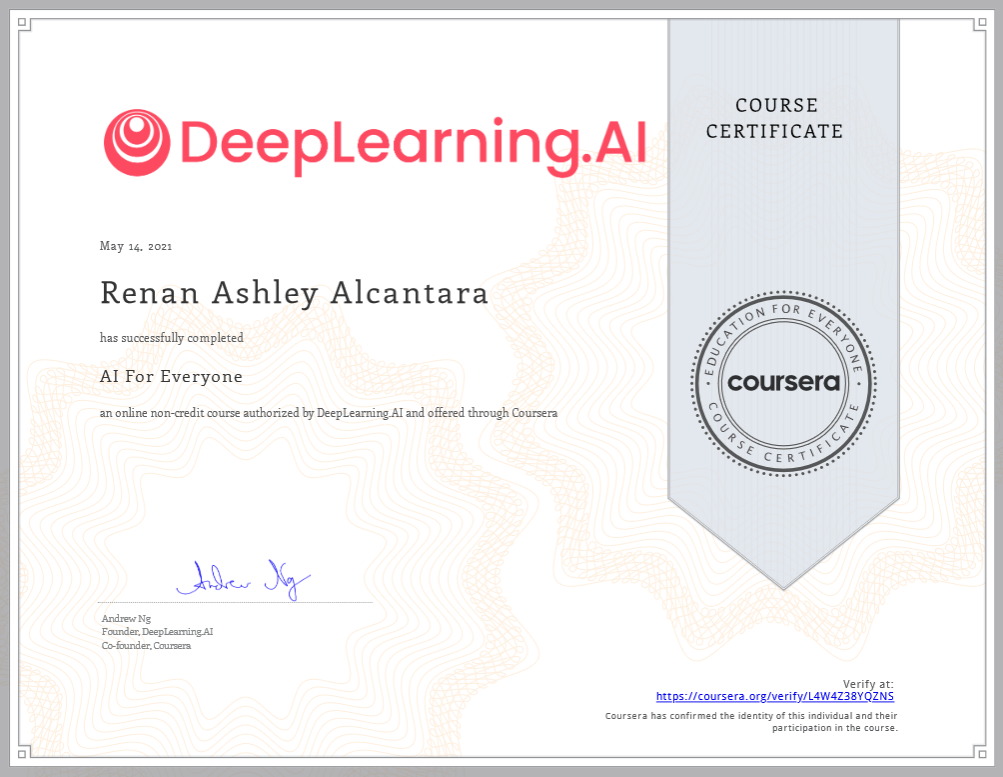 DeepLearning.AI
COURSE
CERTIFICATE
May 14, 2021
Renan Ashley Alcantara
has successfully completed
AI For Everyone
an online non-credit course authorized by DeepLearning.AI and offered through Coursera
EDUCATION FOR EVERYONE
coursera
COURSE CERTIFICATE
Andrew Ng
Andrew Ng
Founder, DeepLearning.AI
Co-founder, Coursera
Verify at:
https://coursera.org/verify/L4W4Z38YQZNS
Coursera has confirmed the identity of this individual and their
participation in the course.